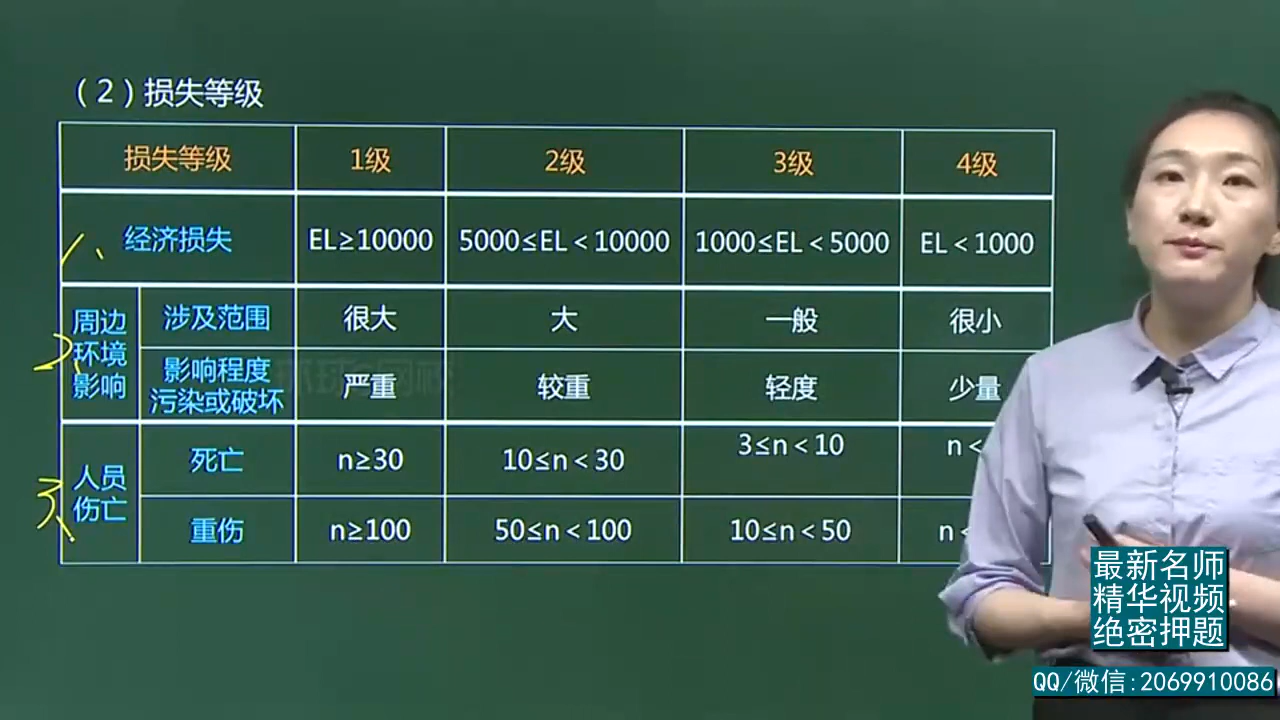 （2）损失等级
损失等级 1级 2级 3级 4级
经济损失 EL≥10000 5000≤EL＜10000 1000≤EL＜5000 EL＜1000
周边环境影响 涉及范围 很大 大 一般 很小
影响程度污染或破坏 严重 较重 轻度 少量
人员伤亡 死亡 n≥30 10≤n＜30 3≤n＜10 n＜
重伤 n≥100 50≤n＜100 10≤n＜50 n＜
1、
2、
3、
最新名师
精华视频
绝密押题
QQ/微信:2069910086